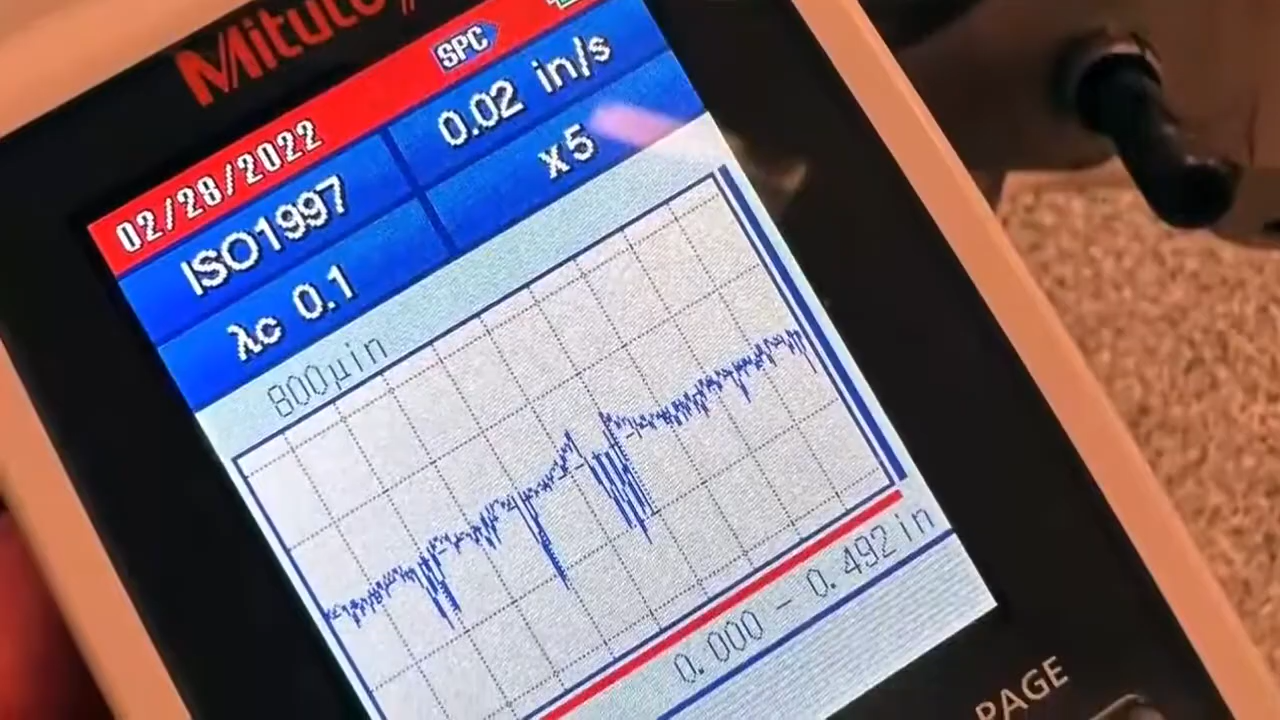 SPC
02/28/2022
0.02 in/s
ISO1997
x5
λc 0.1
800µin
0.000 - 0.492 in
PAGE